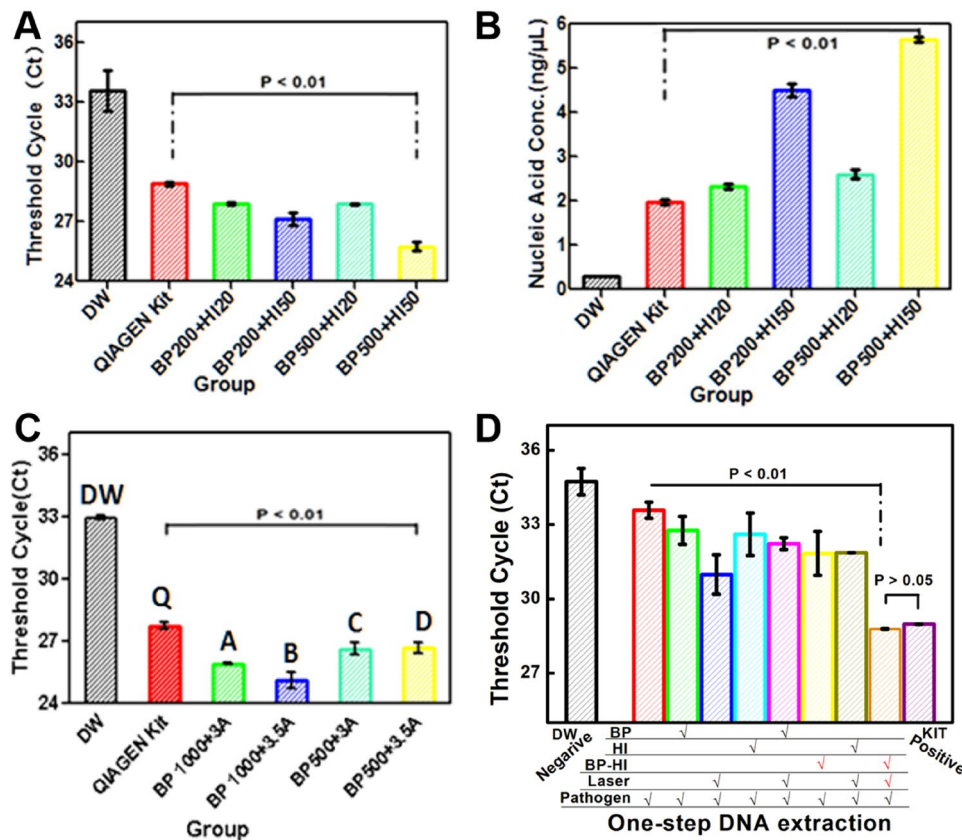 A
Threshold Cycle (Ct)
36
33
30
27
24
P < 0.01
DW
QIAGEN Kit
BP200+HI20
BP200+HI50
BP500+HI20
BP500+HI50
Group
B
Nucleic Acid Conc.(ng/µL)
6
5
4
3
2
1
0
P < 0.01
DW
QIAGEN Kit
BP200+HI20
BP200+HI50
BP500+HI20
BP500+HI50
Group
C
Threshold Cycle(Ct)
36
33
30
27
24
P < 0.01
DW
Q
A
B
C
D
DW
QIAGEN Kit
BP1000+3A
BP1000+3.5A
BP500+3A
BP500+3.5A
Group
D
Threshold Cycle (Ct)
36
33
30
27
P < 0.01
P > 0.05
DW
Negarive
BP √ √
HI √ √
BP-HI √ √
Laser √ √ √ √
Pathogen √ √ √ √ √ √ √ √
KIT
Positive
One-step DNA extraction